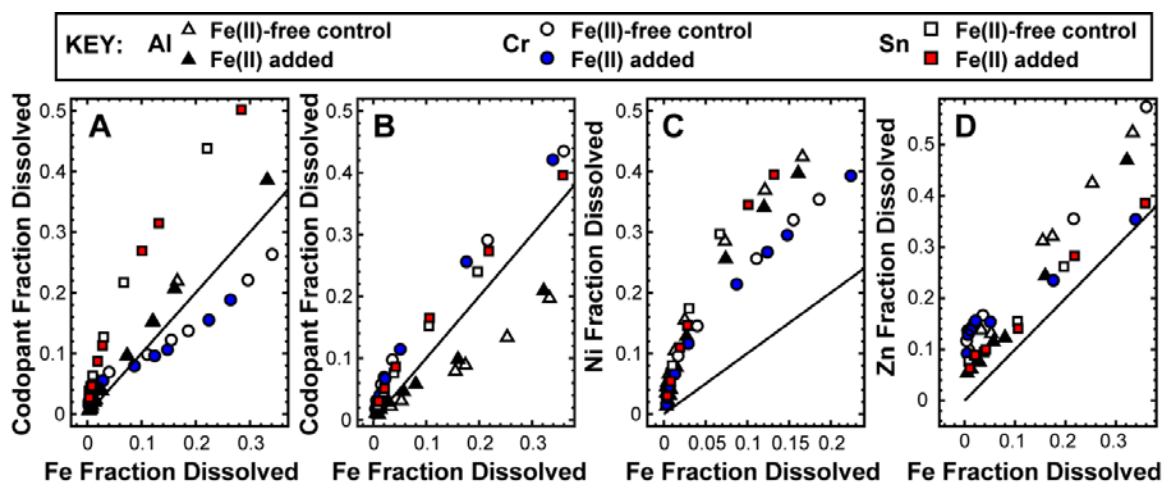 KEY: Al Fe(II)-free control Cr Fe(II)-free control Sn Fe(II)-free control
Fe(II) added Fe(II) added Fe(II) added
A
Codopant Fraction Dissolved
0.5
0.4
0.3
0.2
0.1
0
0 0.1 0.2 0.3
Fe Fraction Dissolved
B
Codopant Fraction Dissolved
0.5
0.4
0.3
0.2
0.1
0
0 0.1 0.2 0.3
Fe Fraction Dissolved
C
Ni Fraction Dissolved
0.5
0.4
0.3
0.2
0.1
0
0 0.05 0.1 0.15 0.2
Fe Fraction Dissolved
D
Zn Fraction Dissolved
0.5
0.4
0.3
0.2
0.1
0
0 0.1 0.2 0.3
Fe Fraction Dissolved